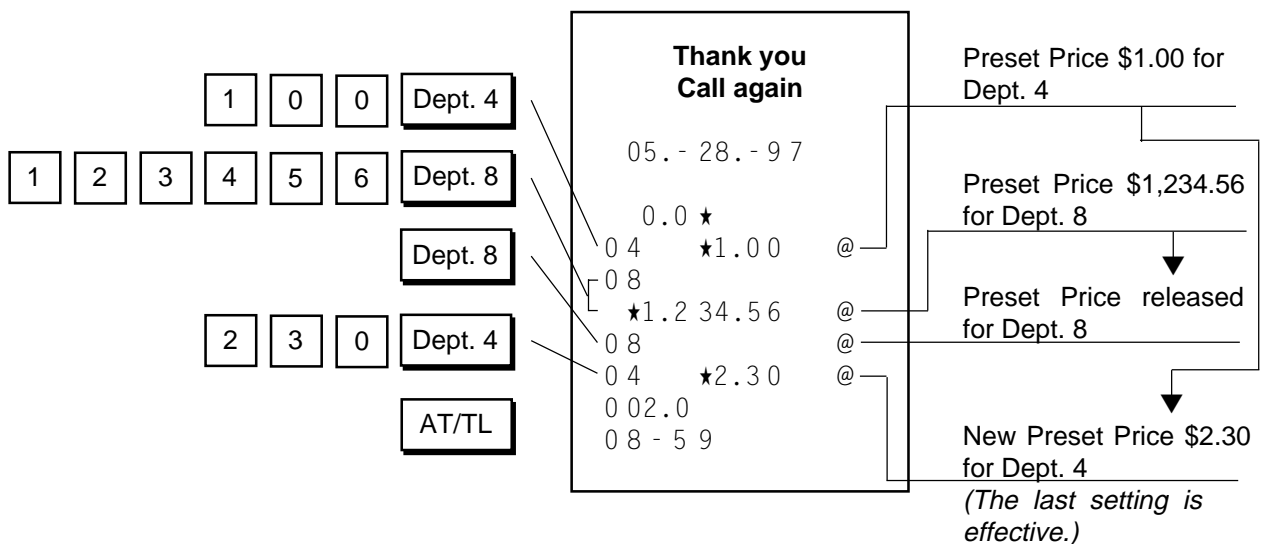 1 0 0 Dept. 4
1 2 3 4 5 6 Dept. 8
Dept. 8
2 3 0 Dept. 4
AT/TL
Thank you
Call again
05.-28.-97
0.0★
04 ★1.00 @
08
★1.234.56 @
08 @
04 ★2.30 @
002.0
08-59
Preset Price $1.00 for
Dept. 4
Preset Price $1,234.56
for Dept. 8
Preset Price released
for Dept. 8
New Preset Price $2.30
for Dept. 4
(The last setting is
effective.)